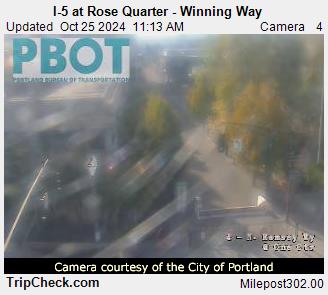 I-5 at Rose Quarter - Winning Way
Updated Oct 25 2024 11:13 AM Camera 4
PBOT
PORTLAND BUREAU OF TRANSPORTATION
Camera courtesy of the City of Portland
TripCheck.com Milepost302.00